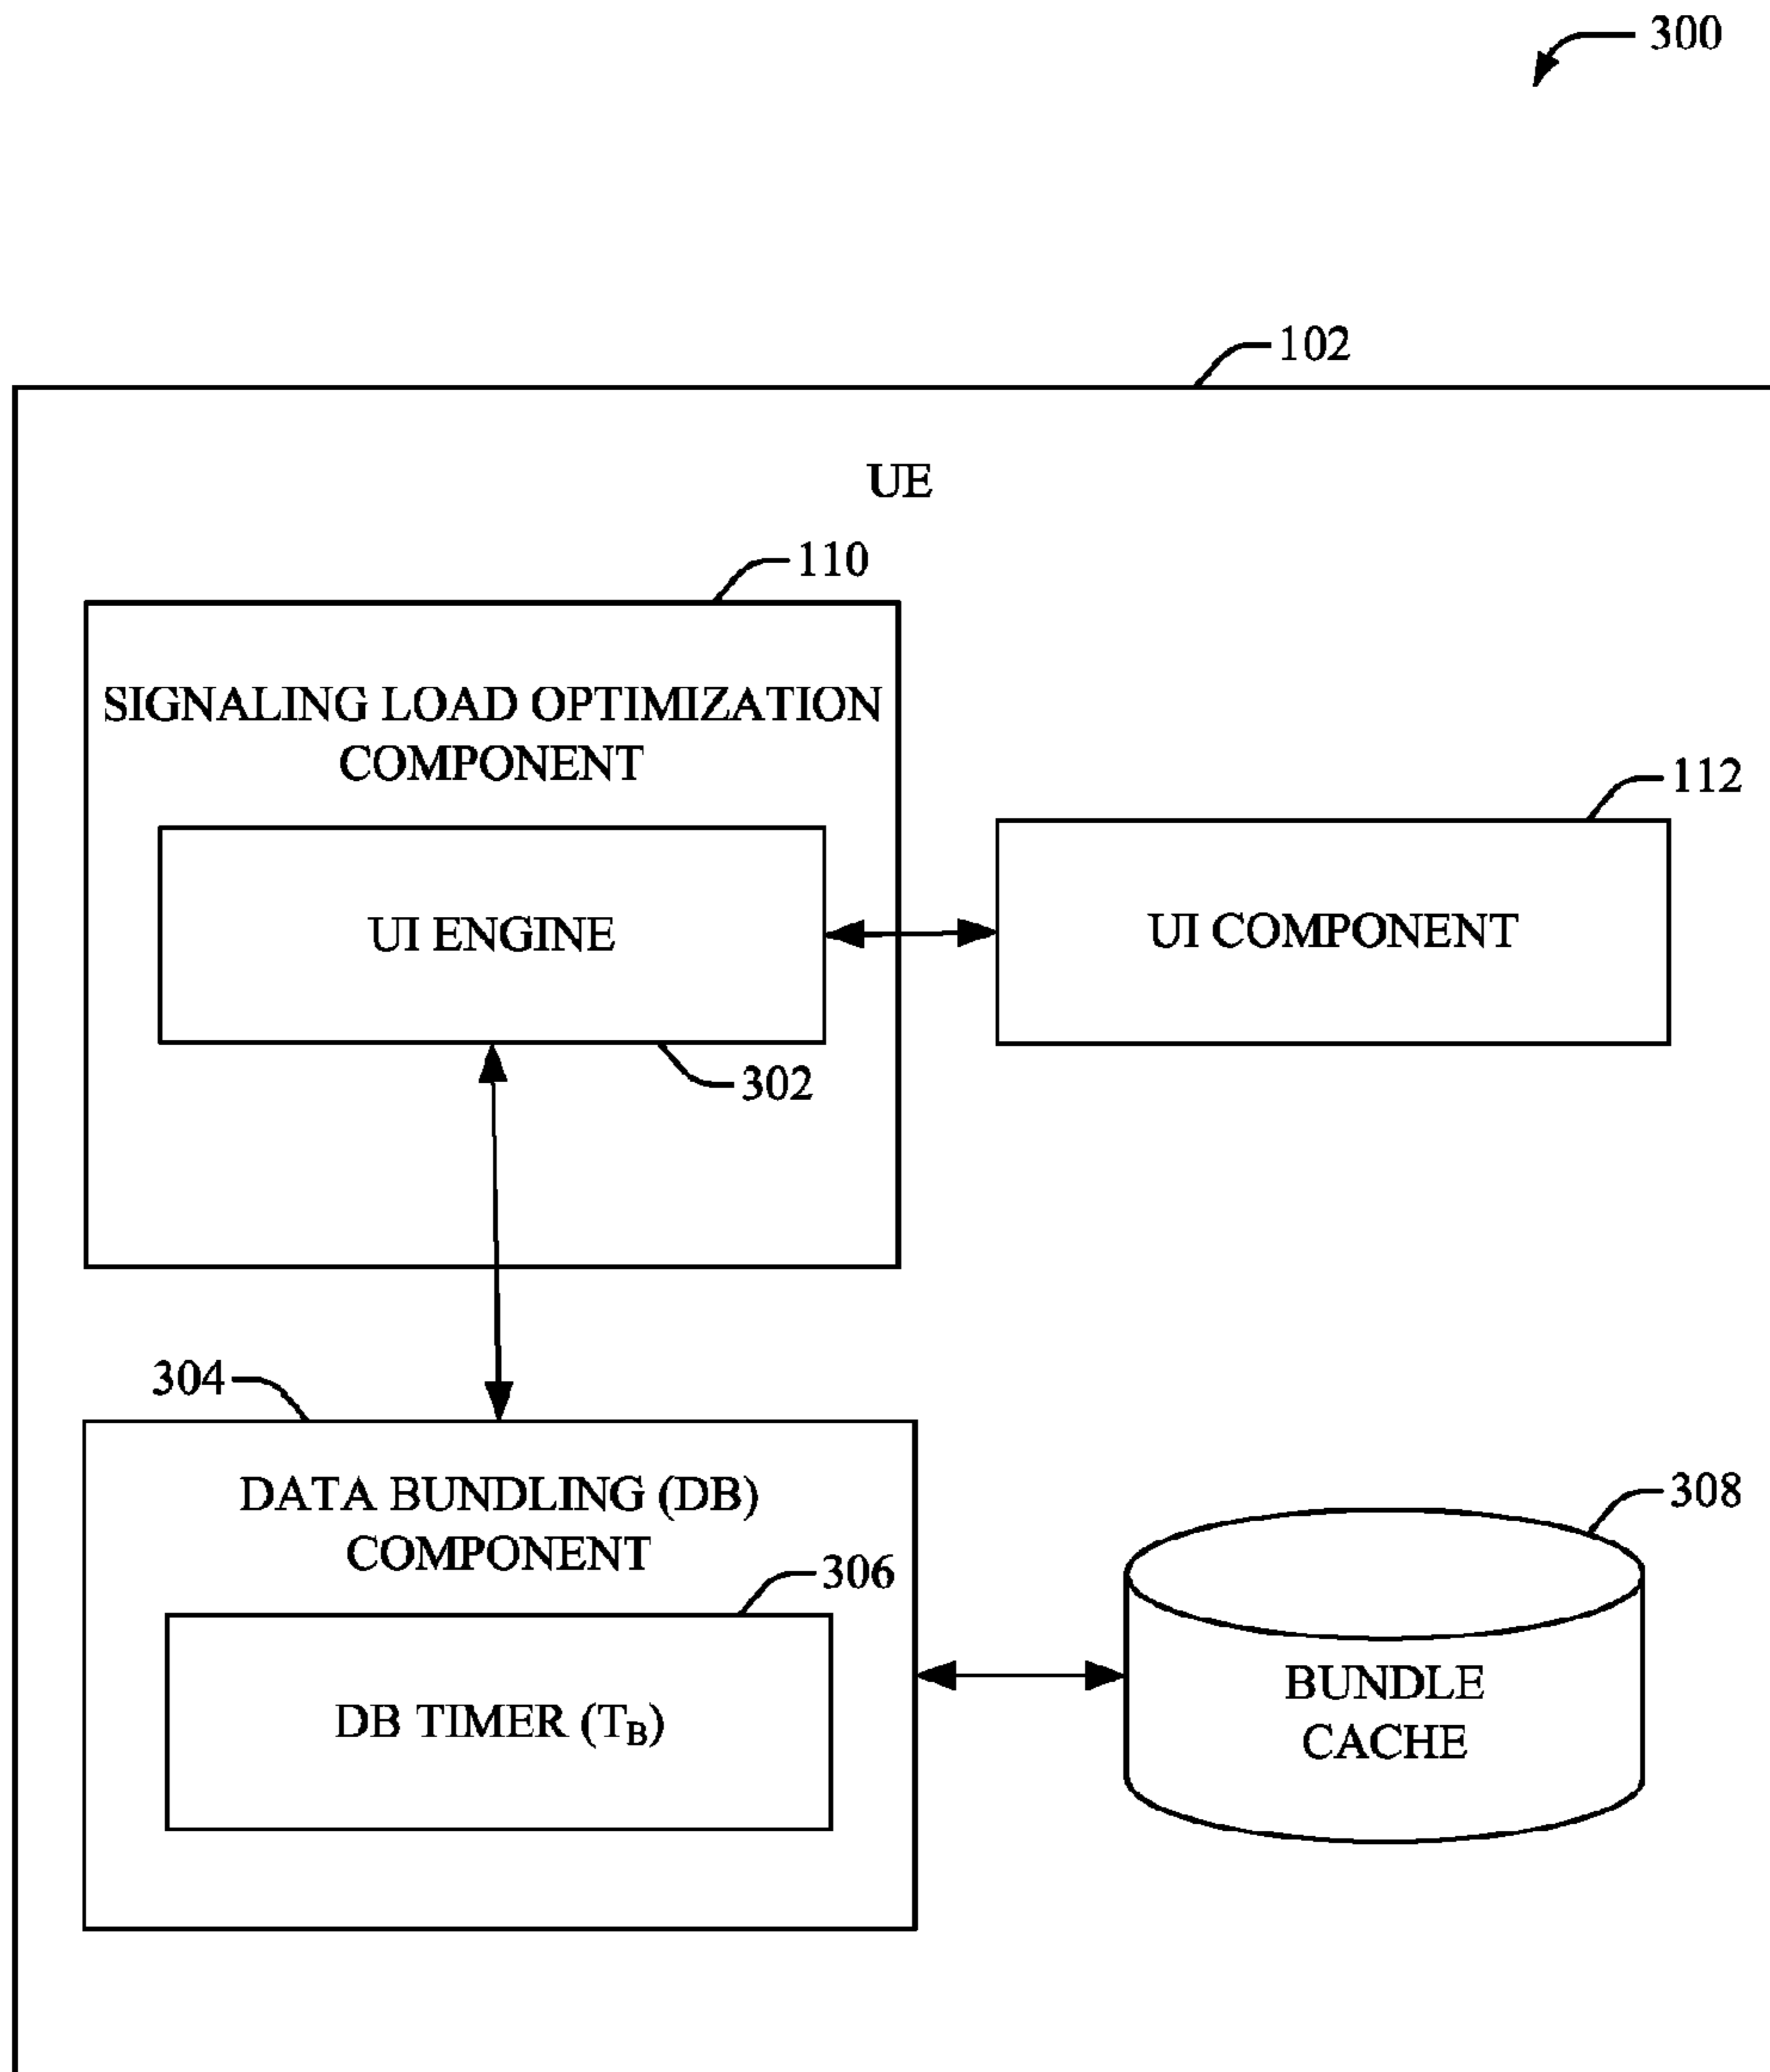 300
102
UE
110
SIGNALING LOAD OPTIMIZATION
COMPONENT
112
UI ENGINE
UI COMPONENT
302
304
DATA BUNDLING (DB)
COMPONENT
308
306
BUNDLE
CACHE
DB TIMER (TB)